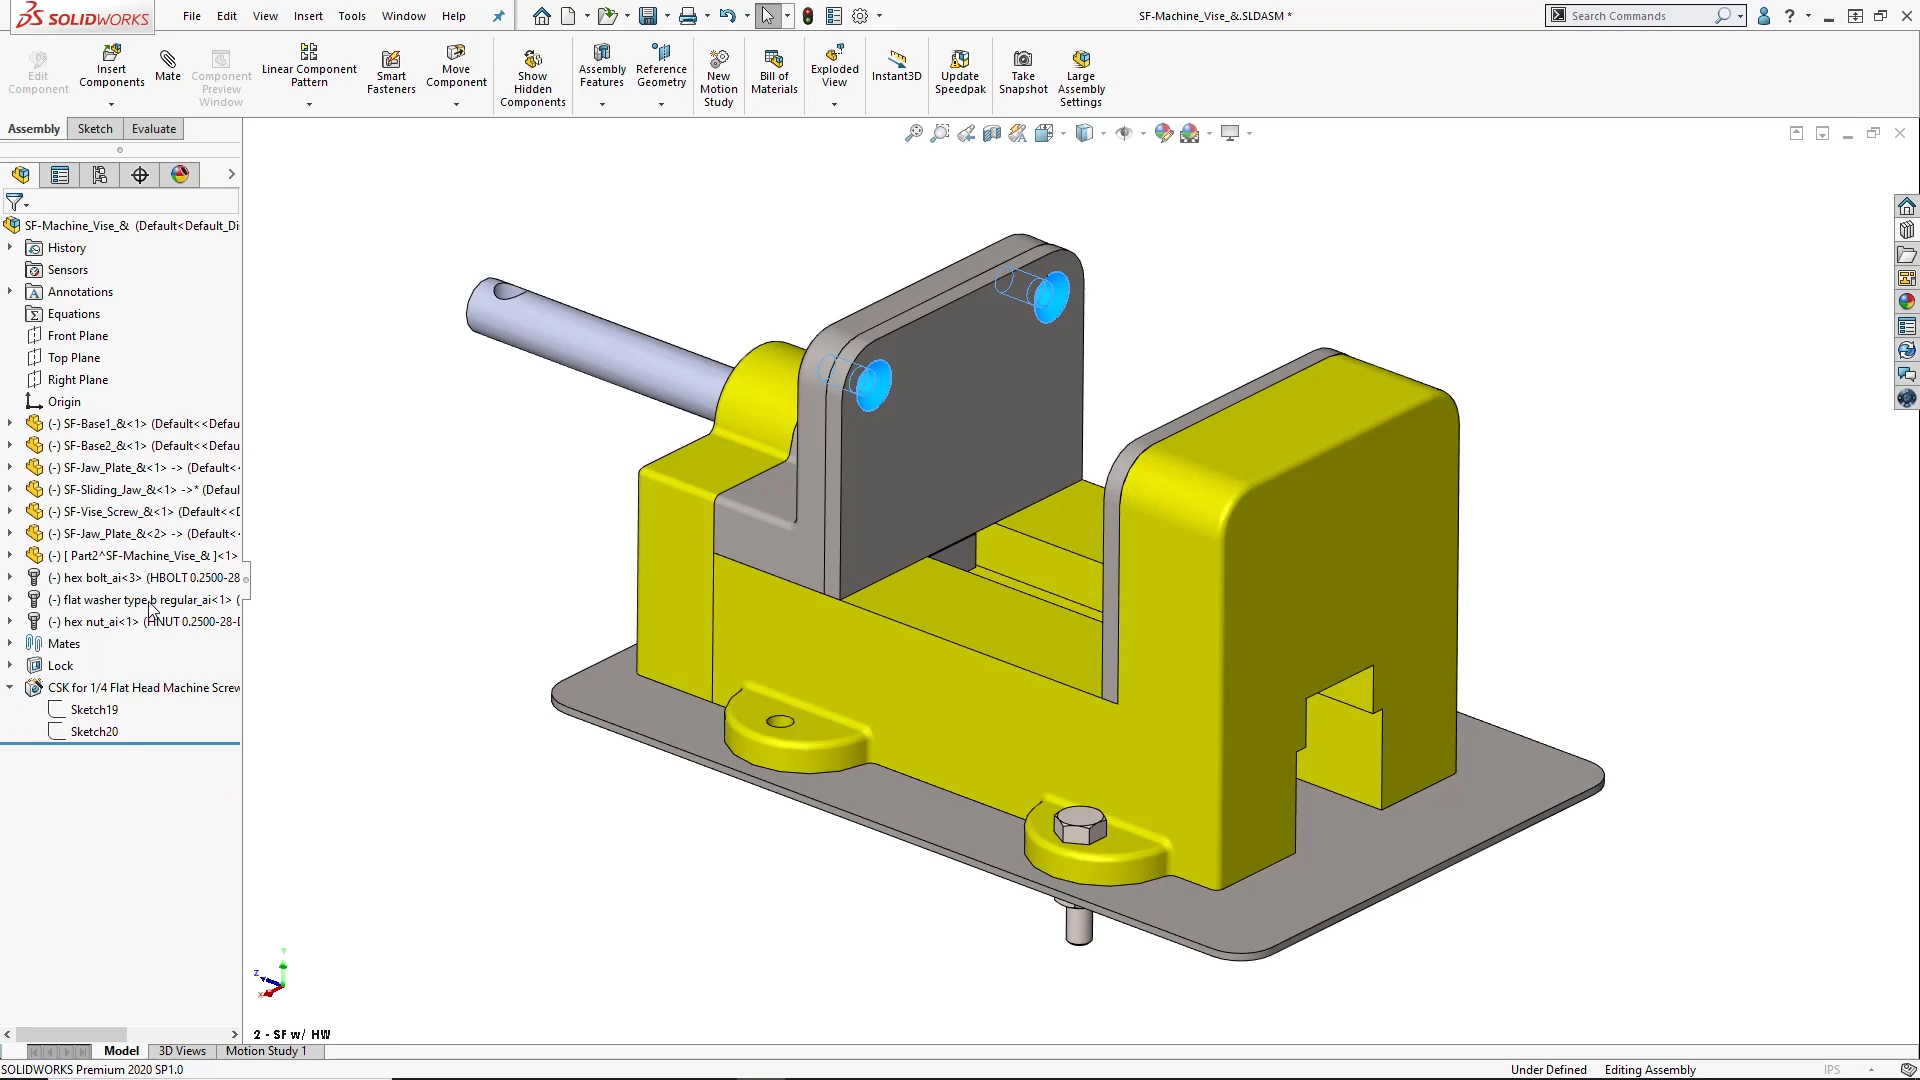 SOLIDWORKS
File Edit View Insert Tools Window Help
SF-Machine_Vise_&.SLDASM *
Search Commands
Edit Component
Insert Components
Mate
Component Preview Window
Linear Component Pattern
Smart Fasteners
Move Component
Show Hidden Components
Assembly Features
Reference Geometry
New Motion Study
Bill of Materials
Exploded View
Instant3D
Update Speedpak
Take Snapshot
Large Assembly Settings
Assembly Sketch Evaluate
SF-Machine_Vise_& (Default<Default_Di
History
Sensors
Annotations
Equations
Front Plane
Top Plane
Right Plane
Origin
(-) SF-Base1_&<1> (Default<<Defau
(-) SF-Base2_&<1> (Default<<Defau
(-) SF-Jaw_Plate_&<1> -> (Default<
(-) SF-Sliding_Jaw_&<1> ->* (Defaul
(-) SF-Vise_Screw_&<1> (Default<<D
(-) SF-Jaw_Plate_&<2> -> (Default<
(-) [ Part2^SF-Machine_Vise_& ]<1>
(-) hex bolt_ai<3> (HBOLT 0.2500-28
(-) flat washer type b regular_ai<1> (
(-) hex nut_ai<1> (HNUT 0.2500-28-D
Mates
Lock
CSK for 1/4 Flat Head Machine Screw
Sketch19
Sketch20
Y
Z
X
2 - SF w/ HW
Model 3D Views Motion Study 1
SOLIDWORKS Premium 2020 SP1.0
Under Defined Editing Assembly IPS